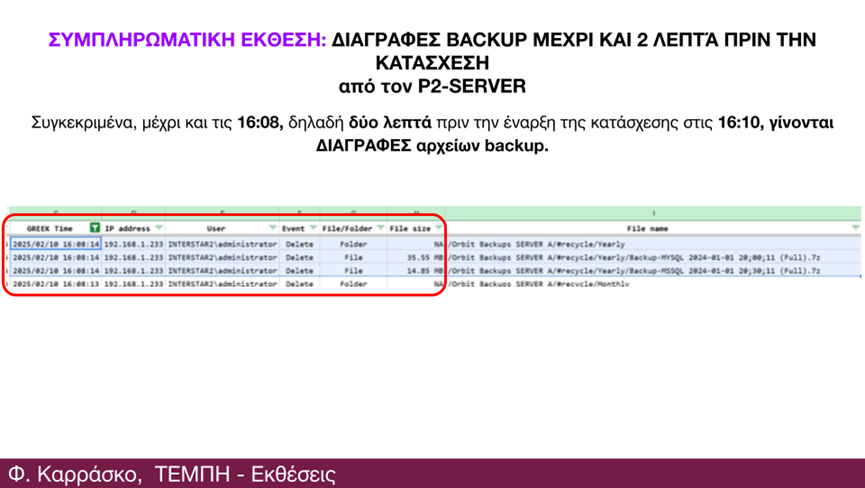 ΣΥΜΠΛΗΡΩΜΑΤΙΚΗ ΕΚΘΕΣΗ: ΔΙΑΓΡΑΦΕΣ BACKUP ΜΕΧΡΙ ΚΑΙ 2 ΛΕΠΤΆ ΠΡΙΝ ΤΗΝ
ΚΑΤΑΣΧΕΣΗ
από τον P2-SERVER
Συγκεκριμένα, μέχρι και τις 16:08, δηλαδή δύο λεπτά πριν την έναρξη της κατάσχεσης στις 16:10, γίνονται
ΔΙΑΓΡΑΦΕΣ αρχείων backup.
GREEK Time IP address User Event File/Folder File size File name
2025/02/10 16:08:14 192.168.1.233 INTERSTAR2\administrator Delete Folder NA /Orbit Backups SERVER A/#recycle/Yearly
2025/02/10 16:08:14 192.168.1.233 INTERSTAR2\administrator Delete File 35.55 MB /Orbit Backups SERVER A/#recycle/Yearly/Backup-MYSQL 2024-01-01 20;00;11 (Full).7z
2025/02/10 16:08:14 192.168.1.233 INTERSTAR2\administrator Delete File 14.85 MB /Orbit Backups SERVER A/#recycle/Yearly/Backup-MSSQL 2024-01-01 20;30;11 (Full).7z
2025/02/10 16:08:13 192.168.1.233 INTERSTAR2\administrator Delete Folder NA /Orbit Backups SERVER A/#recycle/Monthly
Φ. Καρράσκο, ΤΕΜΠΗ - Εκθέσεις